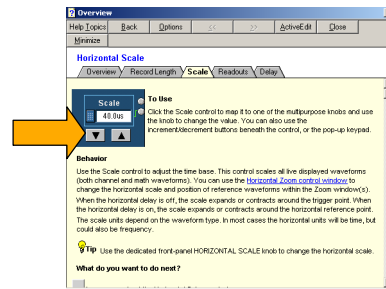 Overview
Help Topics Back Options << >> ActiveEdit Close
Minimize
Horizontal Scale
Overview Record Length Scale Readouts Delay
Scale
40.0us
To Use
Click the Scale control to map it to one of the multipurpose knobs and use
the knob to change the value. You can also use the
increment/decrement buttons beneath the control, or the pop-up keypad.
Behavior
Use the Scale control to adjust the time base. This control scales all live displayed waveforms
(both channel and math waveforms). You can use the Horizontal Zoom control window to
change the horizontal scale and position of reference waveforms within the Zoom window(s).
When the horizontal delay is off, the scale expands or contracts around the trigger point. When
the horizontal delay is on, the scale expands or contracts around the horizontal reference point.
The scale units depend on the waveform type. In most cases the horizontal units will be time, but
could also be frequency.
Tip Use the dedicated front-panel HORIZONTAL SCALE knob to change the horizontal scale.
What do you want to do next?